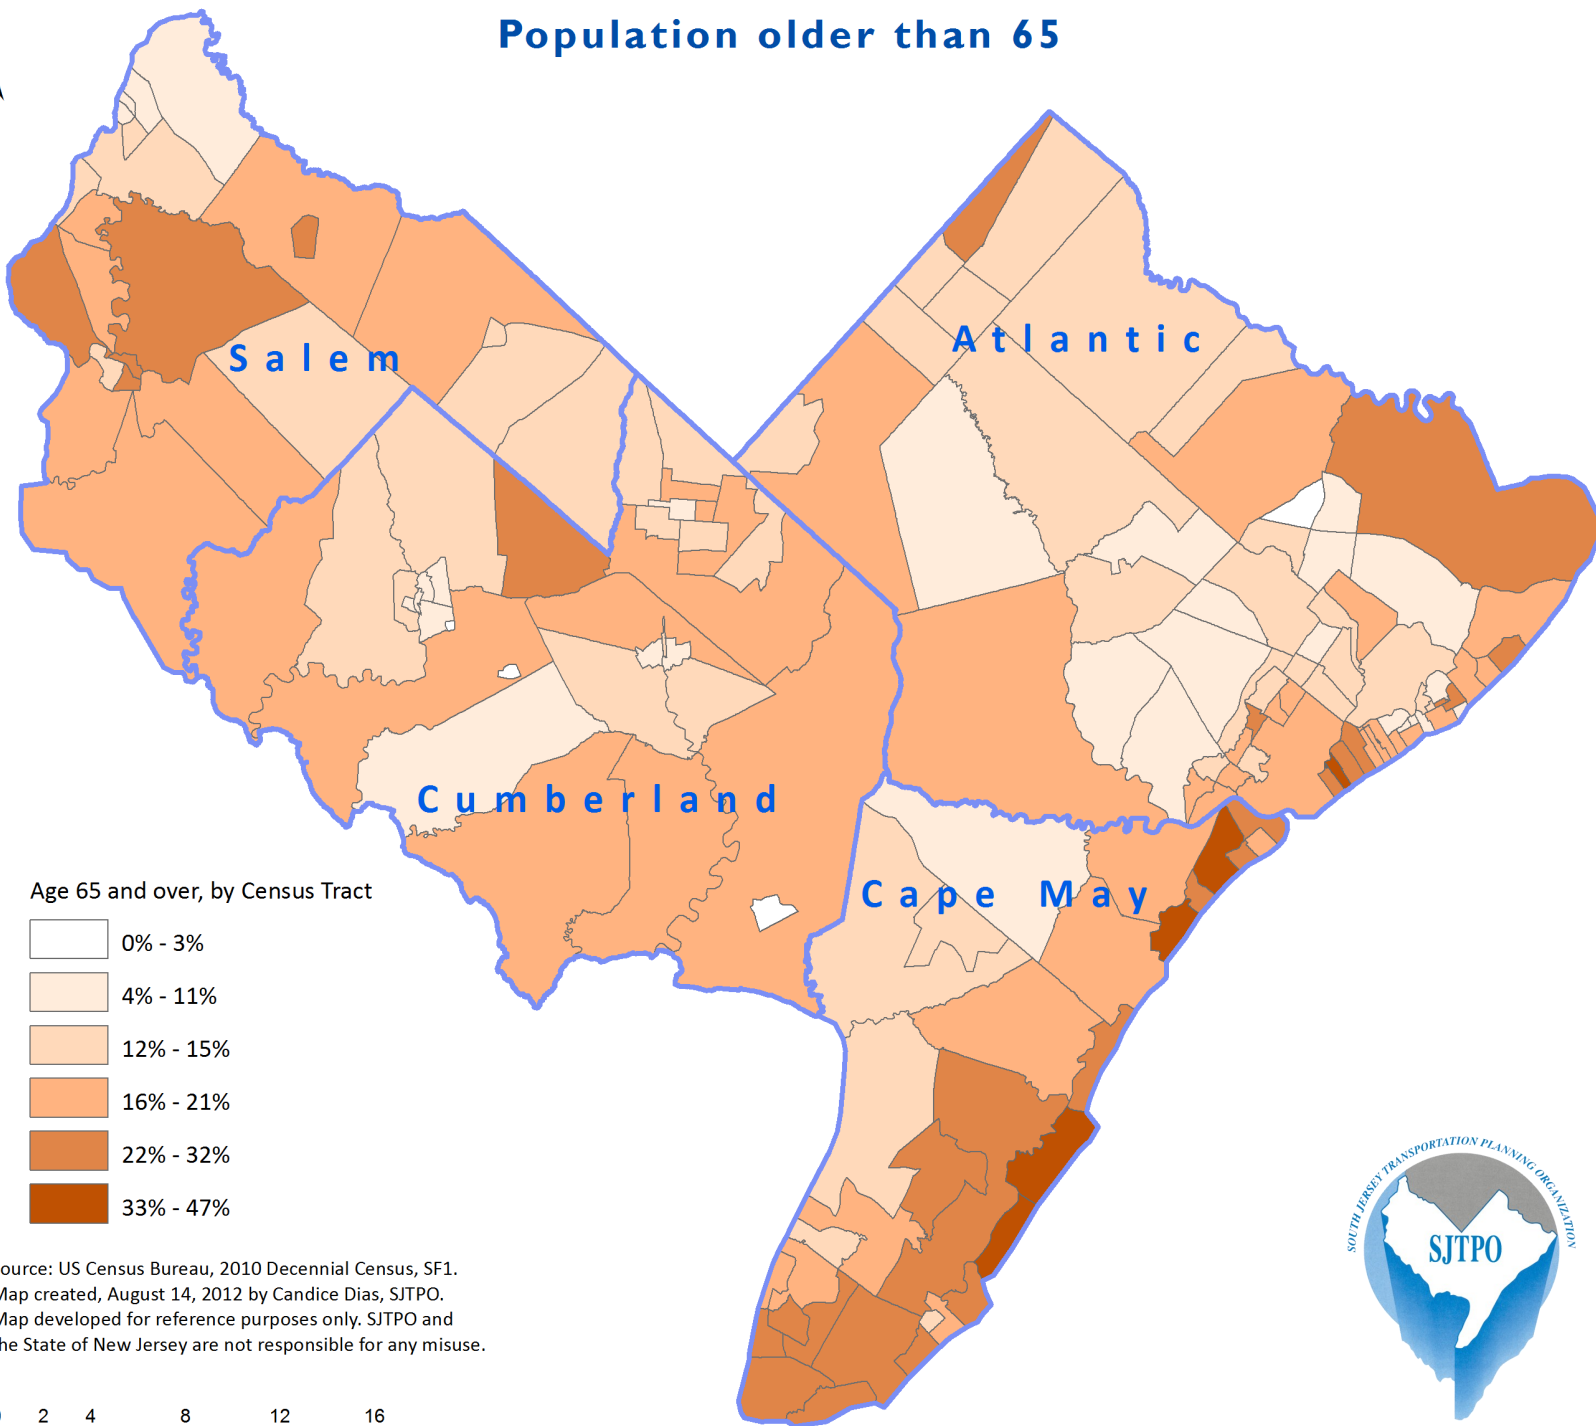 Population older than 65
Atlantic
Salem
Cumberland
Cape May
Age 65 and over, by Census Tract
0% - 3%
4% - 11%
12% - 15%
16% - 21%
22% - 32%
33% - 47%
ource: US Census Bureau, 2010 Decennial Census, SF1.
Map created, August 14, 2012 by Candice Dias, SJTPO.
Map developed for reference purposes only. SJTPO and
he State of New Jersey are not responsible for any misuse.
2 4 8 12 16
SOUTH JERSEY TRANSPORTATION PLANNING ORGANIZATION
SJTPO